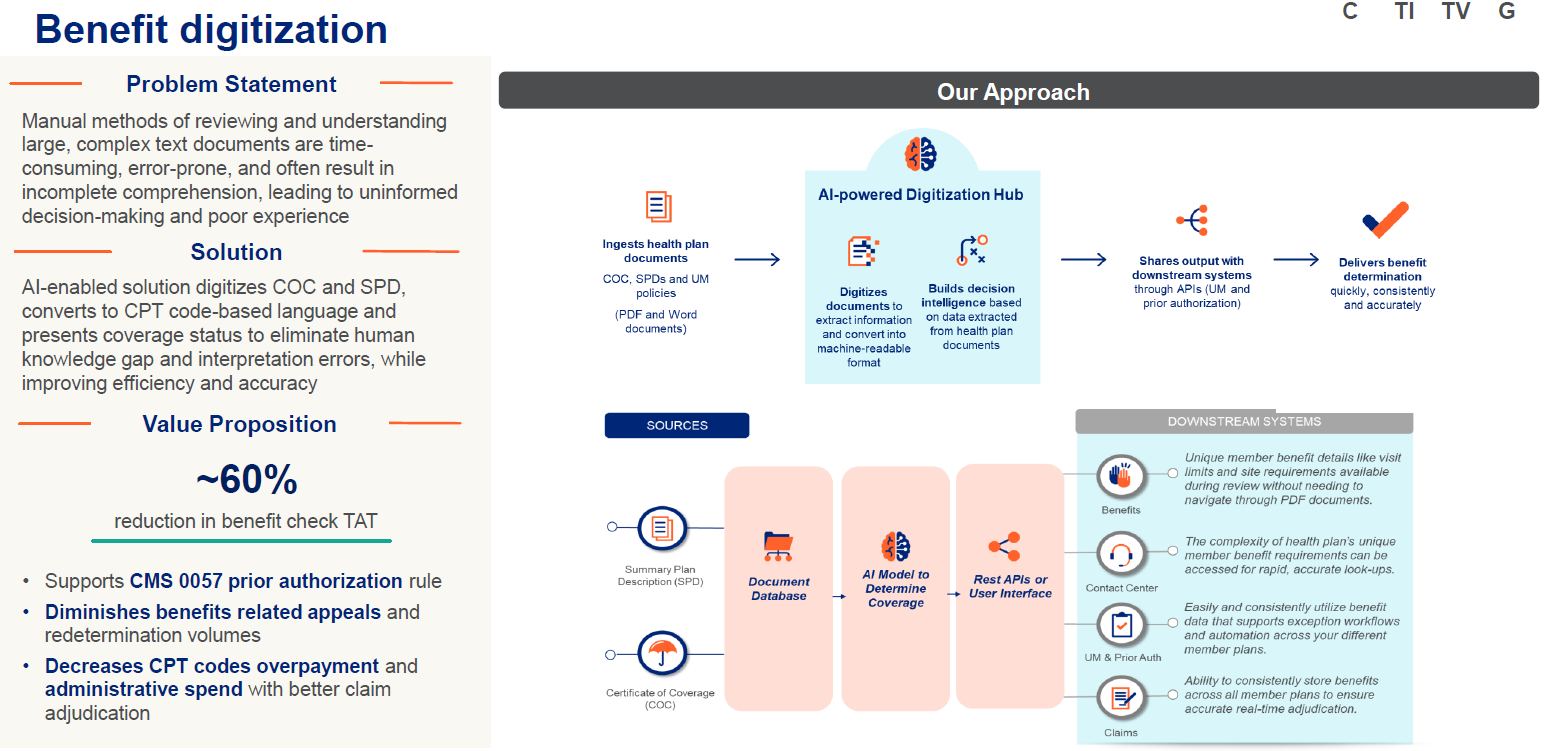 Benefit digitization
C TI TV G
Problem Statement
Manual methods of reviewing and understanding
large, complex text documents are time-
consuming, error-prone, and often result in
incomplete comprehension, leading to uninformed
decision-making and poor experience
Solution
AI-enabled solution digitizes COC and SPD,
converts to CPT code-based language and
presents coverage status to eliminate human
knowledge gap and interpretation errors, while
improving efficiency and accuracy
Value Proposition
~60%
reduction in benefit check TAT
• Supports CMS 0057 prior authorization rule
• Diminishes benefits related appeals and
redetermination volumes
• Decreases CPT codes overpayment and
administrative spend with better claim
adjudication
Our Approach
Ingests health plan
documents
COC, SPDs and UM
policies
(PDF and Word
documents)
AI-powered Digitization Hub
Digitizes
documents to
extract information
and convert into
machine-readable
format
Builds decision
intelligence based
on data extracted
from health plan
documents
Shares output with
downstream systems
through APIs (UM and
prior authorization)
Delivers benefit
determination
quickly, consistently
and accurately
SOURCES
Summary Plan
Description (SPD)
Certificate of Coverage
(COC)
Document
Database
AI Model to
Determine
Coverage
Rest APIs or
User Interface
DOWNSTREAM SYSTEMS
Benefits
Unique member benefit details like visit
limits and site requirements available
during review without needing to
navigate through PDF documents.
Contact Center
The complexity of health plan's unique
member benefit requirements can be
accessed for rapid, accurate look-ups.
UM & Prior Auth
Easily and consistently utilize benefit
data that supports exception workflows
and automation across your different
member plans.
Claims
Ability to consistently store benefits
across all member plans to ensure
accurate real-time adjudication.